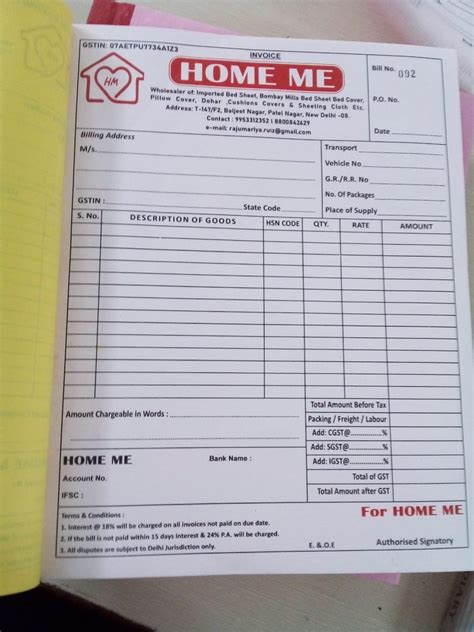 GSTIN: 07AETPU7734A1Z3
INVOICE
HM
HOME ME
Bill No. 092
Wholesaler of: Imported Bed Sheet, Bombay Mills Bed Sheet Bed Cover,
Pillow Cover, Dohar ,Cushions Covers & Sheeting Cloth Etc.
Address: T-141/F2, Baljeet Nagar, Patel Nagar, New Delhi -08.
Contact : 9953312352 | 8800842629
e-mail: rajumariya.ruiz@gmail.com
P.O. No.
Date
Billing Address
M/s.
GSTIN :
State Code
Transport
Vehicle No
G.R./R.R. No
No. Of Packages
Place of Supply
S. No. DESCRIPTION OF GOODS HSN CODE QTY. RATE AMOUNT
Amount Chargeable in Words :
Total Amount Before Tax
Packing / Freight / Labour
Add: CGST@ %
Add: SGST@ %
Add: IGST@ %
Total of GST
Total Amount after GST
HOME ME Bank Name :
Account No.
IFSC :
Terms & Conditions :
1. Interest @ 18% will be charged on all invoices not paid on due date.
2. If the bill is not paid within 15 days interest & 24% P.A. will be charged.
3. All disputes are subject to Delhi Jurisdiction only.
E. & O.E
For HOME ME
Authorised Signatory